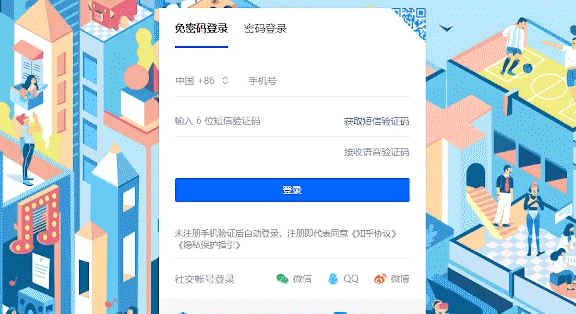 免密码登录 密码登录
中国 +86 手机号
输入 6 位短信验证码 获取短信验证码
接收语音验证码
登录
未注册手机验证后自动登录，注册即代表同意《知乎协议》
《隐私保护指引》
社交帐号登录 微信 QQ 微博